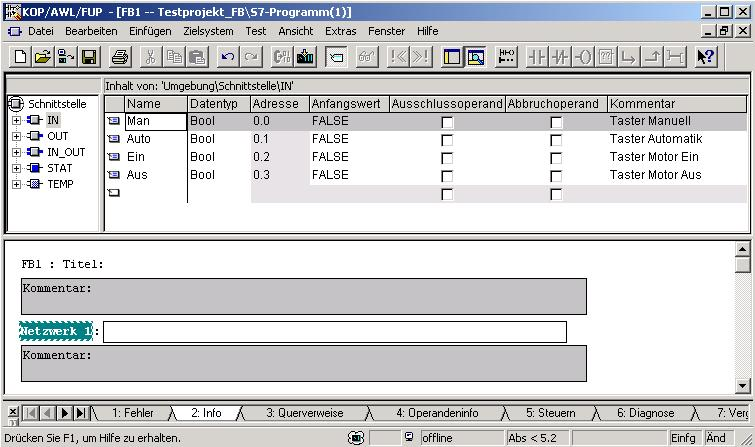 KOP/AWL/FUP - [FB1 -- Testprojekt_FB\S7-Programm(1)]
Datei Bearbeiten Einfügen Zielsystem Test Ansicht Extras Fenster Hilfe
Inhalt von: 'Umgebung\Schnittstelle\IN'
Schnittstelle
IN
OUT
IN_OUT
STAT
TEMP
Name Datentyp Adresse Anfangswert Ausschlussoperand Abbruchoperand Kommentar
Man Bool 0.0 FALSE Taster Manuell
Auto Bool 0.1 FALSE Taster Automatik
Ein Bool 0.2 FALSE Taster Motor Ein
Aus Bool 0.3 FALSE Taster Motor Aus
FB1 : Titel:
Kommentar:
Netzwerk 1:
Kommentar:
1: Fehler 2: Info 3: Querverweise 4: Operandeninfo 5: Steuern 6: Diagnose 7: Verg
Drücken Sie F1, um Hilfe zu erhalten. offline Abs < 5.2 Einfg Änd